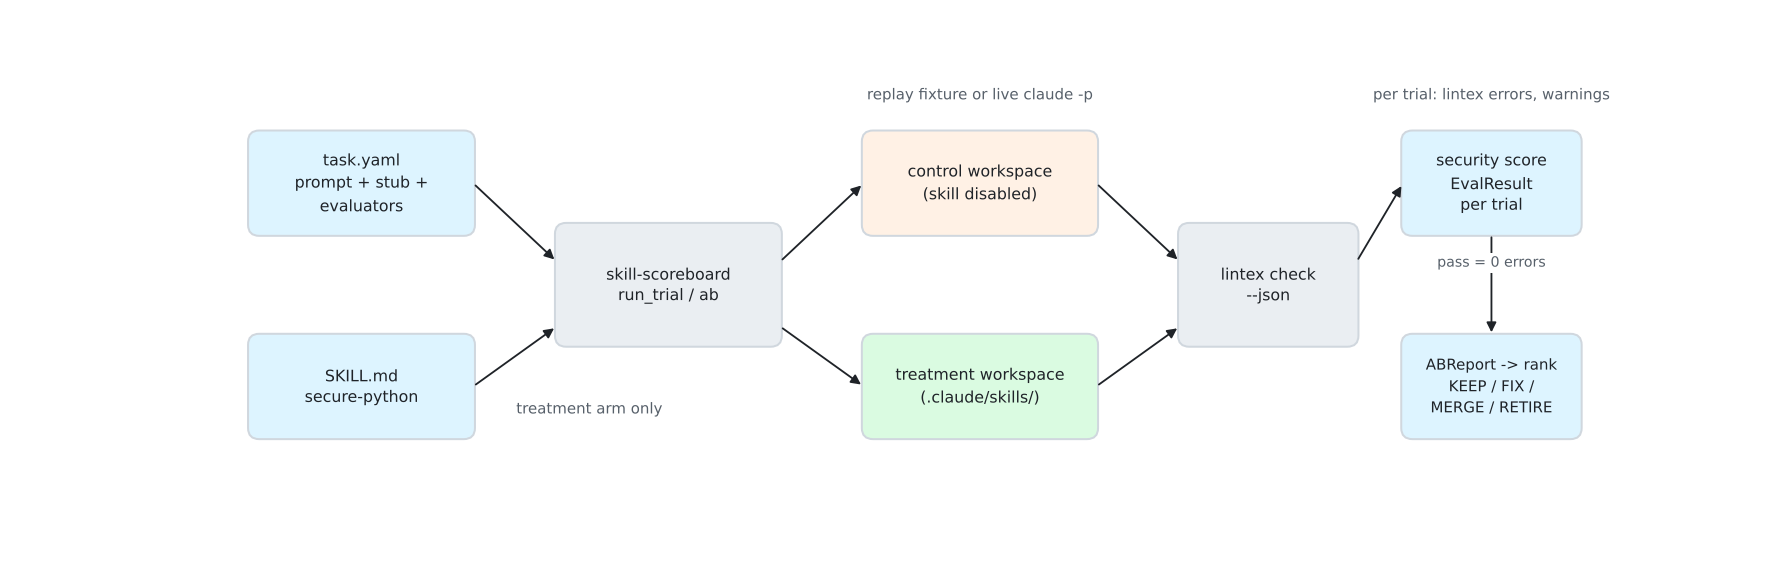 replay fixture or live claude -p
per trial: lintex errors, warnings
task.yaml
prompt + stub +
evaluators
control workspace
(skill disabled)
security score
EvalResult
per trial
skill-scoreboard
run_trial / ab
lintex check
--json
pass = 0 errors
SKILL.md
secure-python
treatment arm only
treatment workspace
(.claude/skills/)
ABReport -> rank
KEEP / FIX /
MERGE / RETIRE